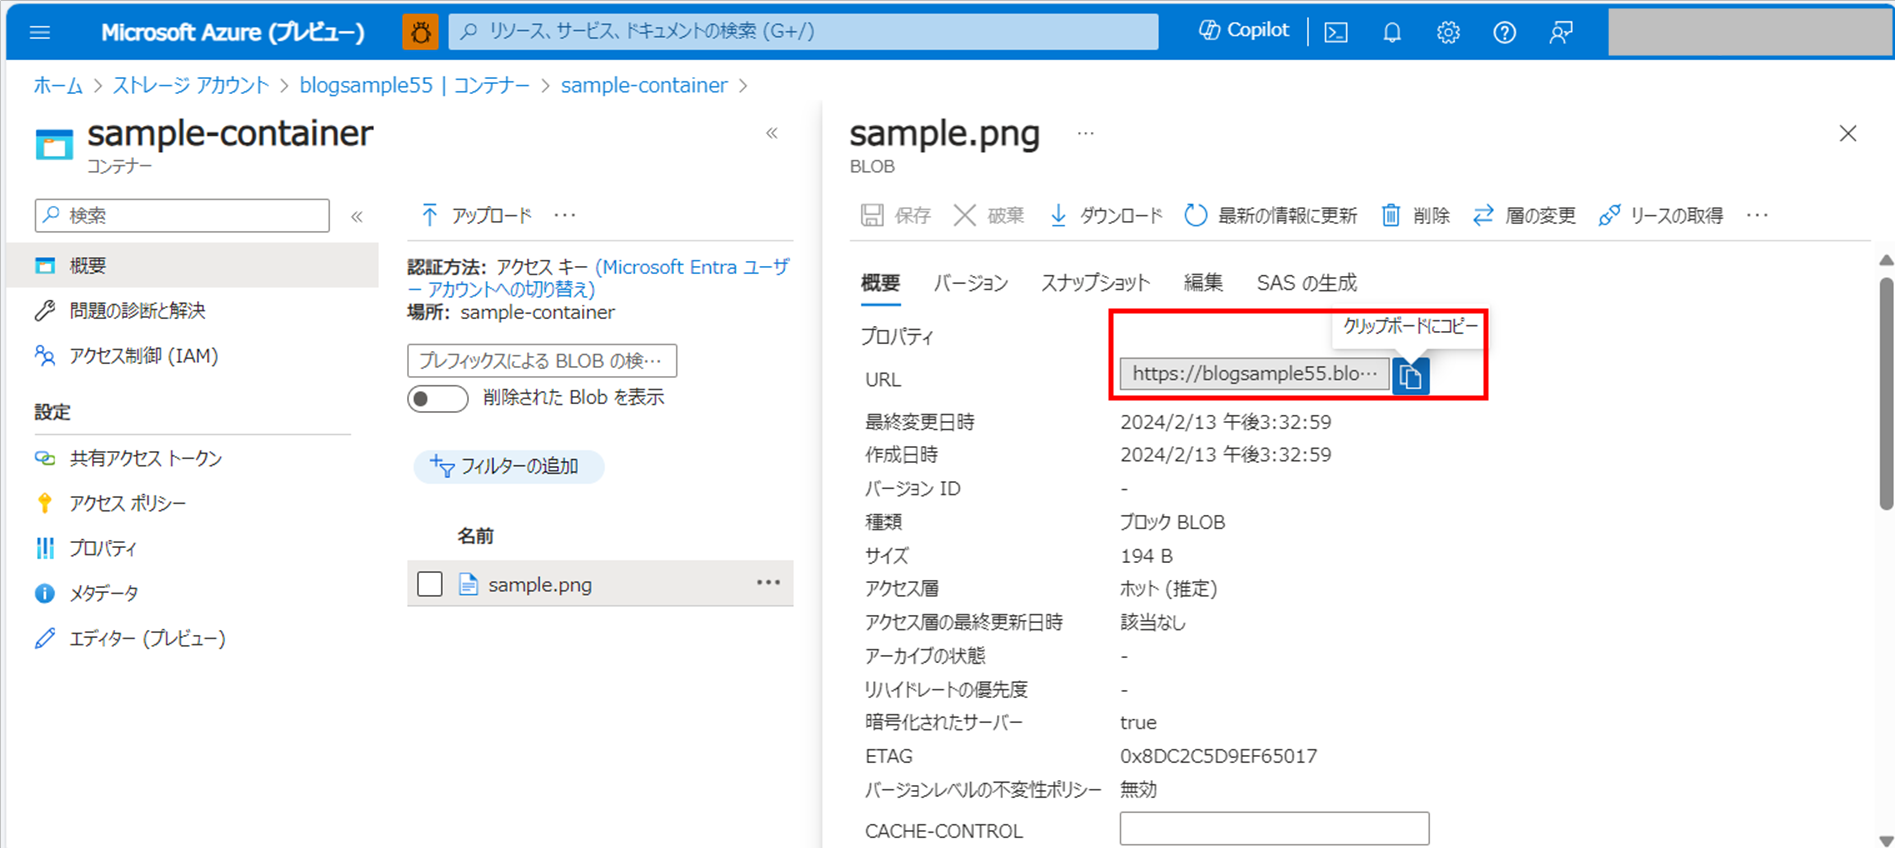 Microsoft Azure (プレビュー)
リソース、サービス、ドキュメントの検索 (G+/)
Copilot
ホーム > ストレージ アカウント > blogsample55 | コンテナー > sample-container >
sample-container
コンテナー
検索
概要
問題の診断と解決
アクセス制御 (IAM)
設定
共有アクセス トークン
アクセス ポリシー
プロパティ
メタデータ
エディター (プレビュー)
アップロード ···
認証方法: アクセス キー (Microsoft Entra ユーザ
ー アカウントへの切り替え)
場所: sample-container
プレフィックスによる BLOB の検···
削除された Blob を表示
フィルターの追加
名前
sample.png ···
sample.png ···
BLOB
保存 破棄 ダウンロード 最新の情報に更新 削除 層の変更 リースの取得 ···
概要 バージョン スナップショット 編集 SAS の生成
プロパティ
クリップボードにコピー
URL https://blogsample55.blo···
最終変更日時 2024/2/13 午後3:32:59
作成日時 2024/2/13 午後3:32:59
バージョン ID -
種類 ブロック BLOB
サイズ 194 B
アクセス層 ホット (推定)
アクセス層の最終更新日時 該当なし
アーカイブの状態 -
リハイドレートの優先度 -
暗号化されたサーバー true
ETAG 0x8DC2C5D9EF65017
バージョンレベルの不変性ポリシー 無効
CACHE-CONTROL